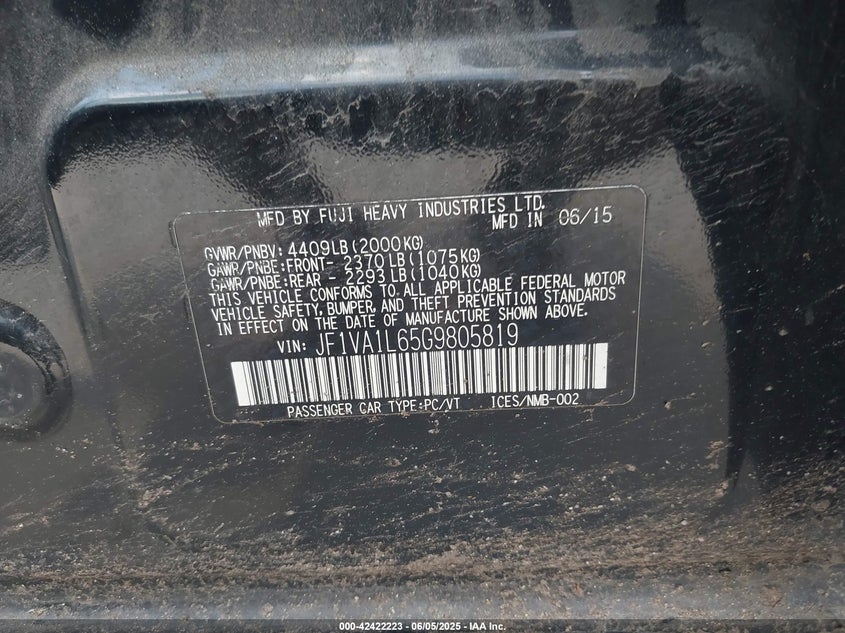 MFD BY FUJI HEAVY INDUSTRIES LTD.
MFD IN 06/15
GVWR/PNBV: 4409LB(2000KG)
GAWR/PNBE:FRONT- 2370LB(1075KG)
GAWR/PNBE:REAR - 2293LB(1040KG)
THIS VEHICLE CONFORMS TO ALL APPLICABLE FEDERAL MOTOR
VEHICLE SAFETY, BUMPER, AND THEFT PREVENTION STANDARDS
IN EFFECT ON THE DATE OF MANUFACTURE SHOWN ABOVE.
VIN: JF1VA1L65G9805819
PASSENGER CAR TYPE:PC/VT ICES/NMB-002
000-42422223 - 06/05/2025 - IAA Inc.